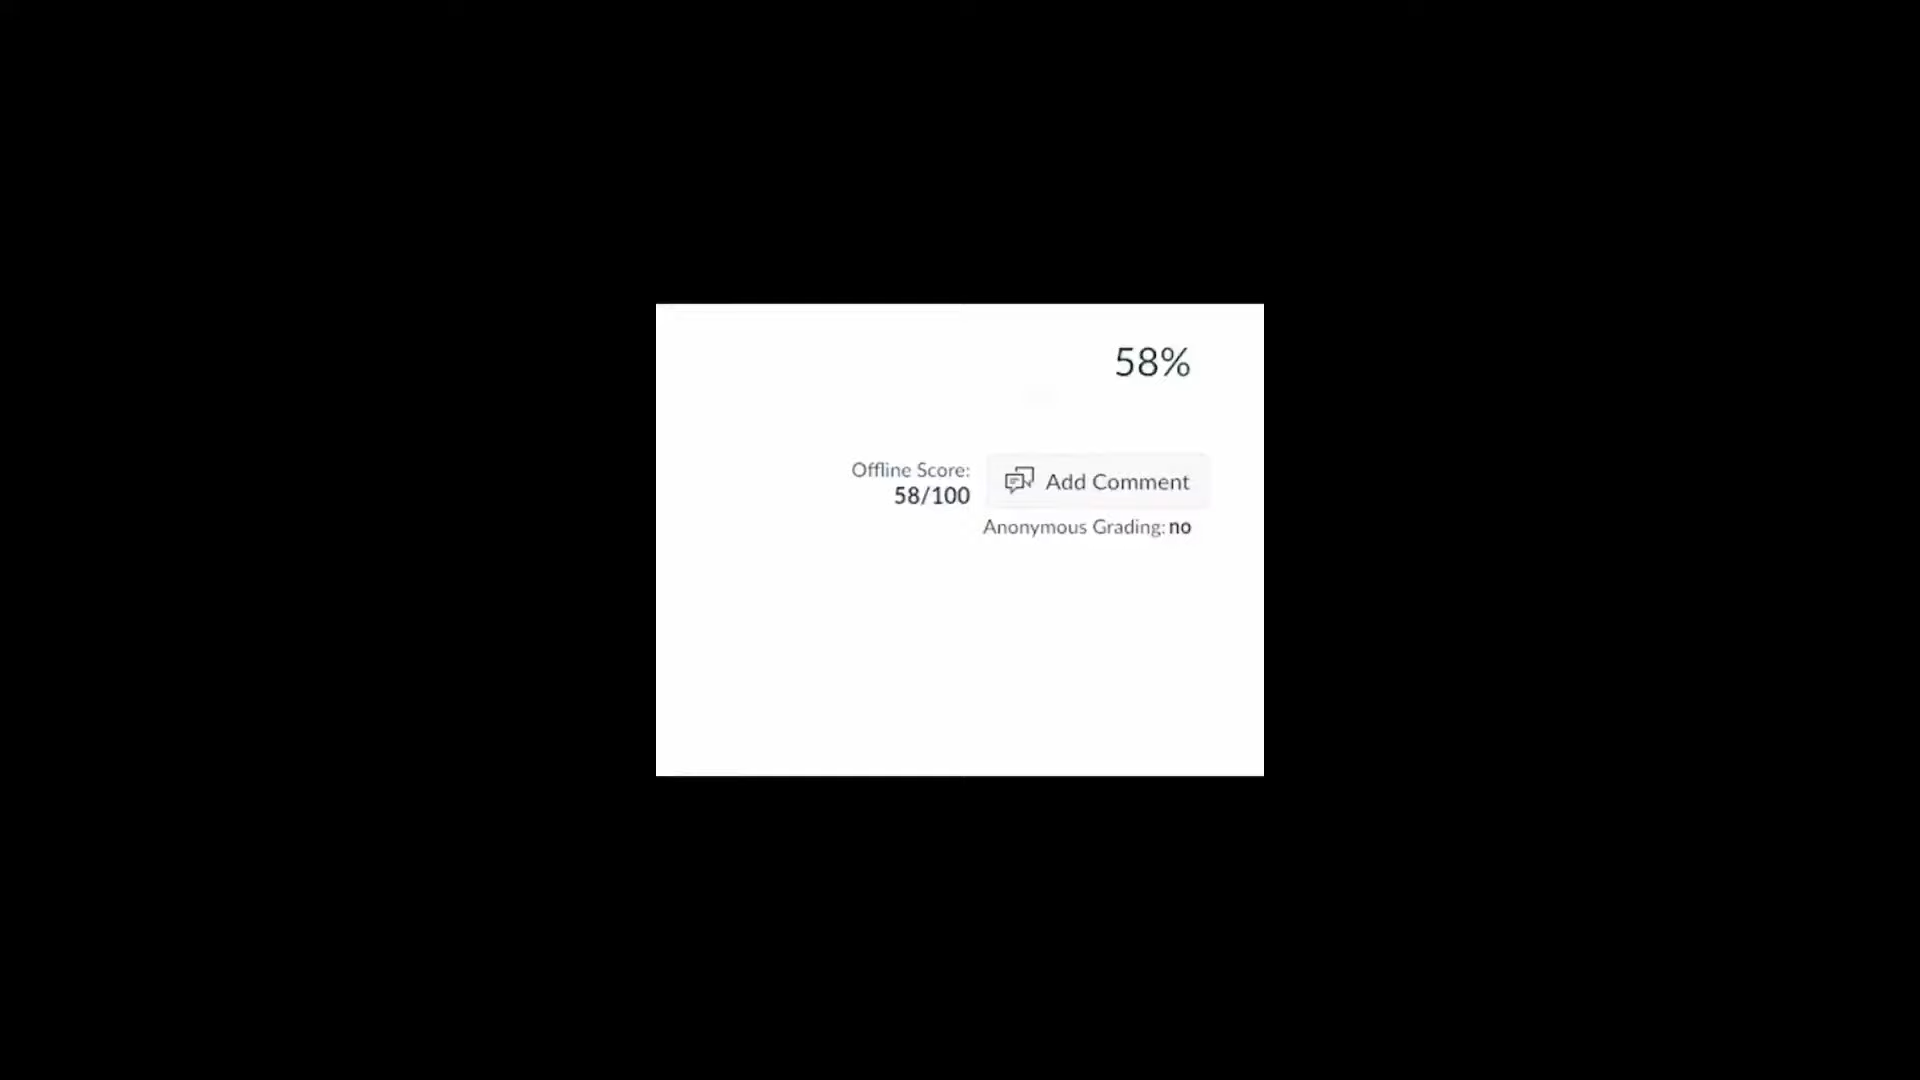 58%
Offline Score:
58/100
Add Comment
Anonymous Grading: no